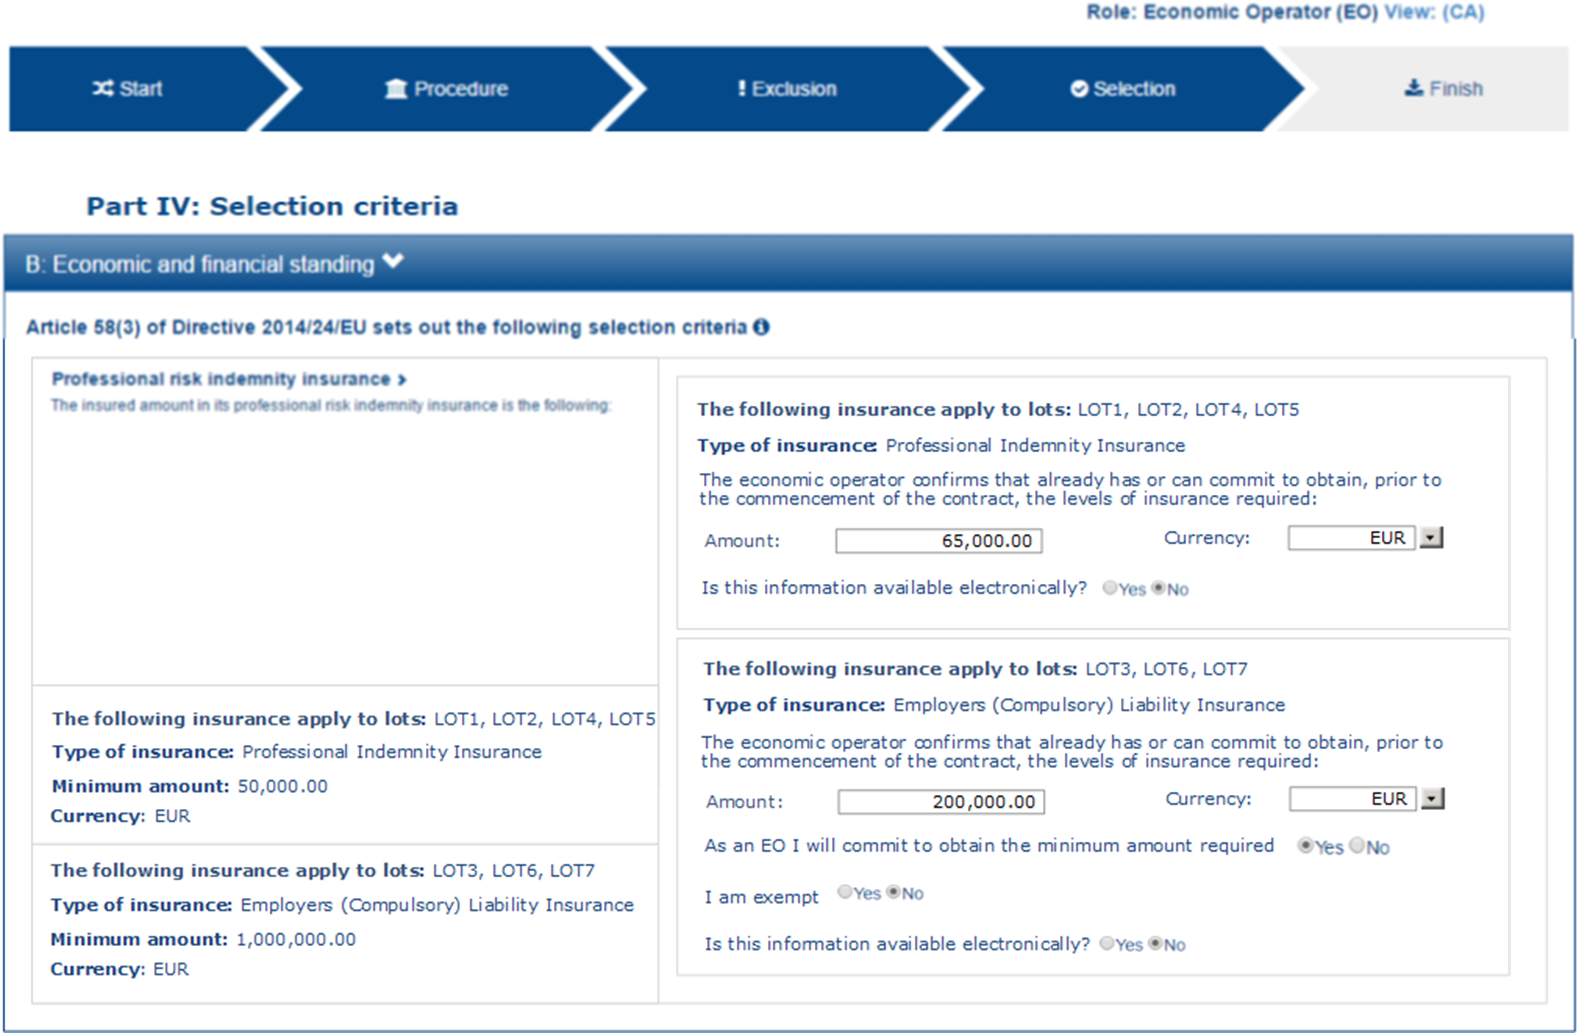 Role: Economic Operator (EO) View: (CA)
Start
Procedure
Exclusion
Selection
Finish
Part IV: Selection criteria
B: Economic and financial standing
Article 58(3) of Directive 2014/24/EU sets out the following selection criteria
Professional risk indemnity insurance >
The insured amount in its professional risk indemnity insurance is the following:
The following insurance apply to lots: LOT1, LOT2, LOT4, LOT5
Type of insurance: Professional Indemnity Insurance
Minimum amount: 50,000.00
Currency: EUR
The following insurance apply to lots: LOT3, LOT6, LOT7
Type of insurance: Employers (Compulsory) Liability Insurance
Minimum amount: 1,000,000.00
Currency: EUR
The following insurance apply to lots: LOT1, LOT2, LOT4, LOT5
Type of insurance: Professional Indemnity Insurance
The economic operator confirms that already has or can commit to obtain, prior to
the commencement of the contract, the levels of insurance required:
Amount: 65,000.00 Currency: EUR
Is this information available electronically? Yes No
The following insurance apply to lots: LOT3, LOT6, LOT7
Type of insurance: Employers (Compulsory) Liability Insurance
The economic operator confirms that already has or can commit to obtain, prior to
the commencement of the contract, the levels of insurance required:
Amount: 200,000.00 Currency: EUR
As an EO I will commit to obtain the minimum amount required Yes No
I am exempt Yes No
Is this information available electronically? Yes No